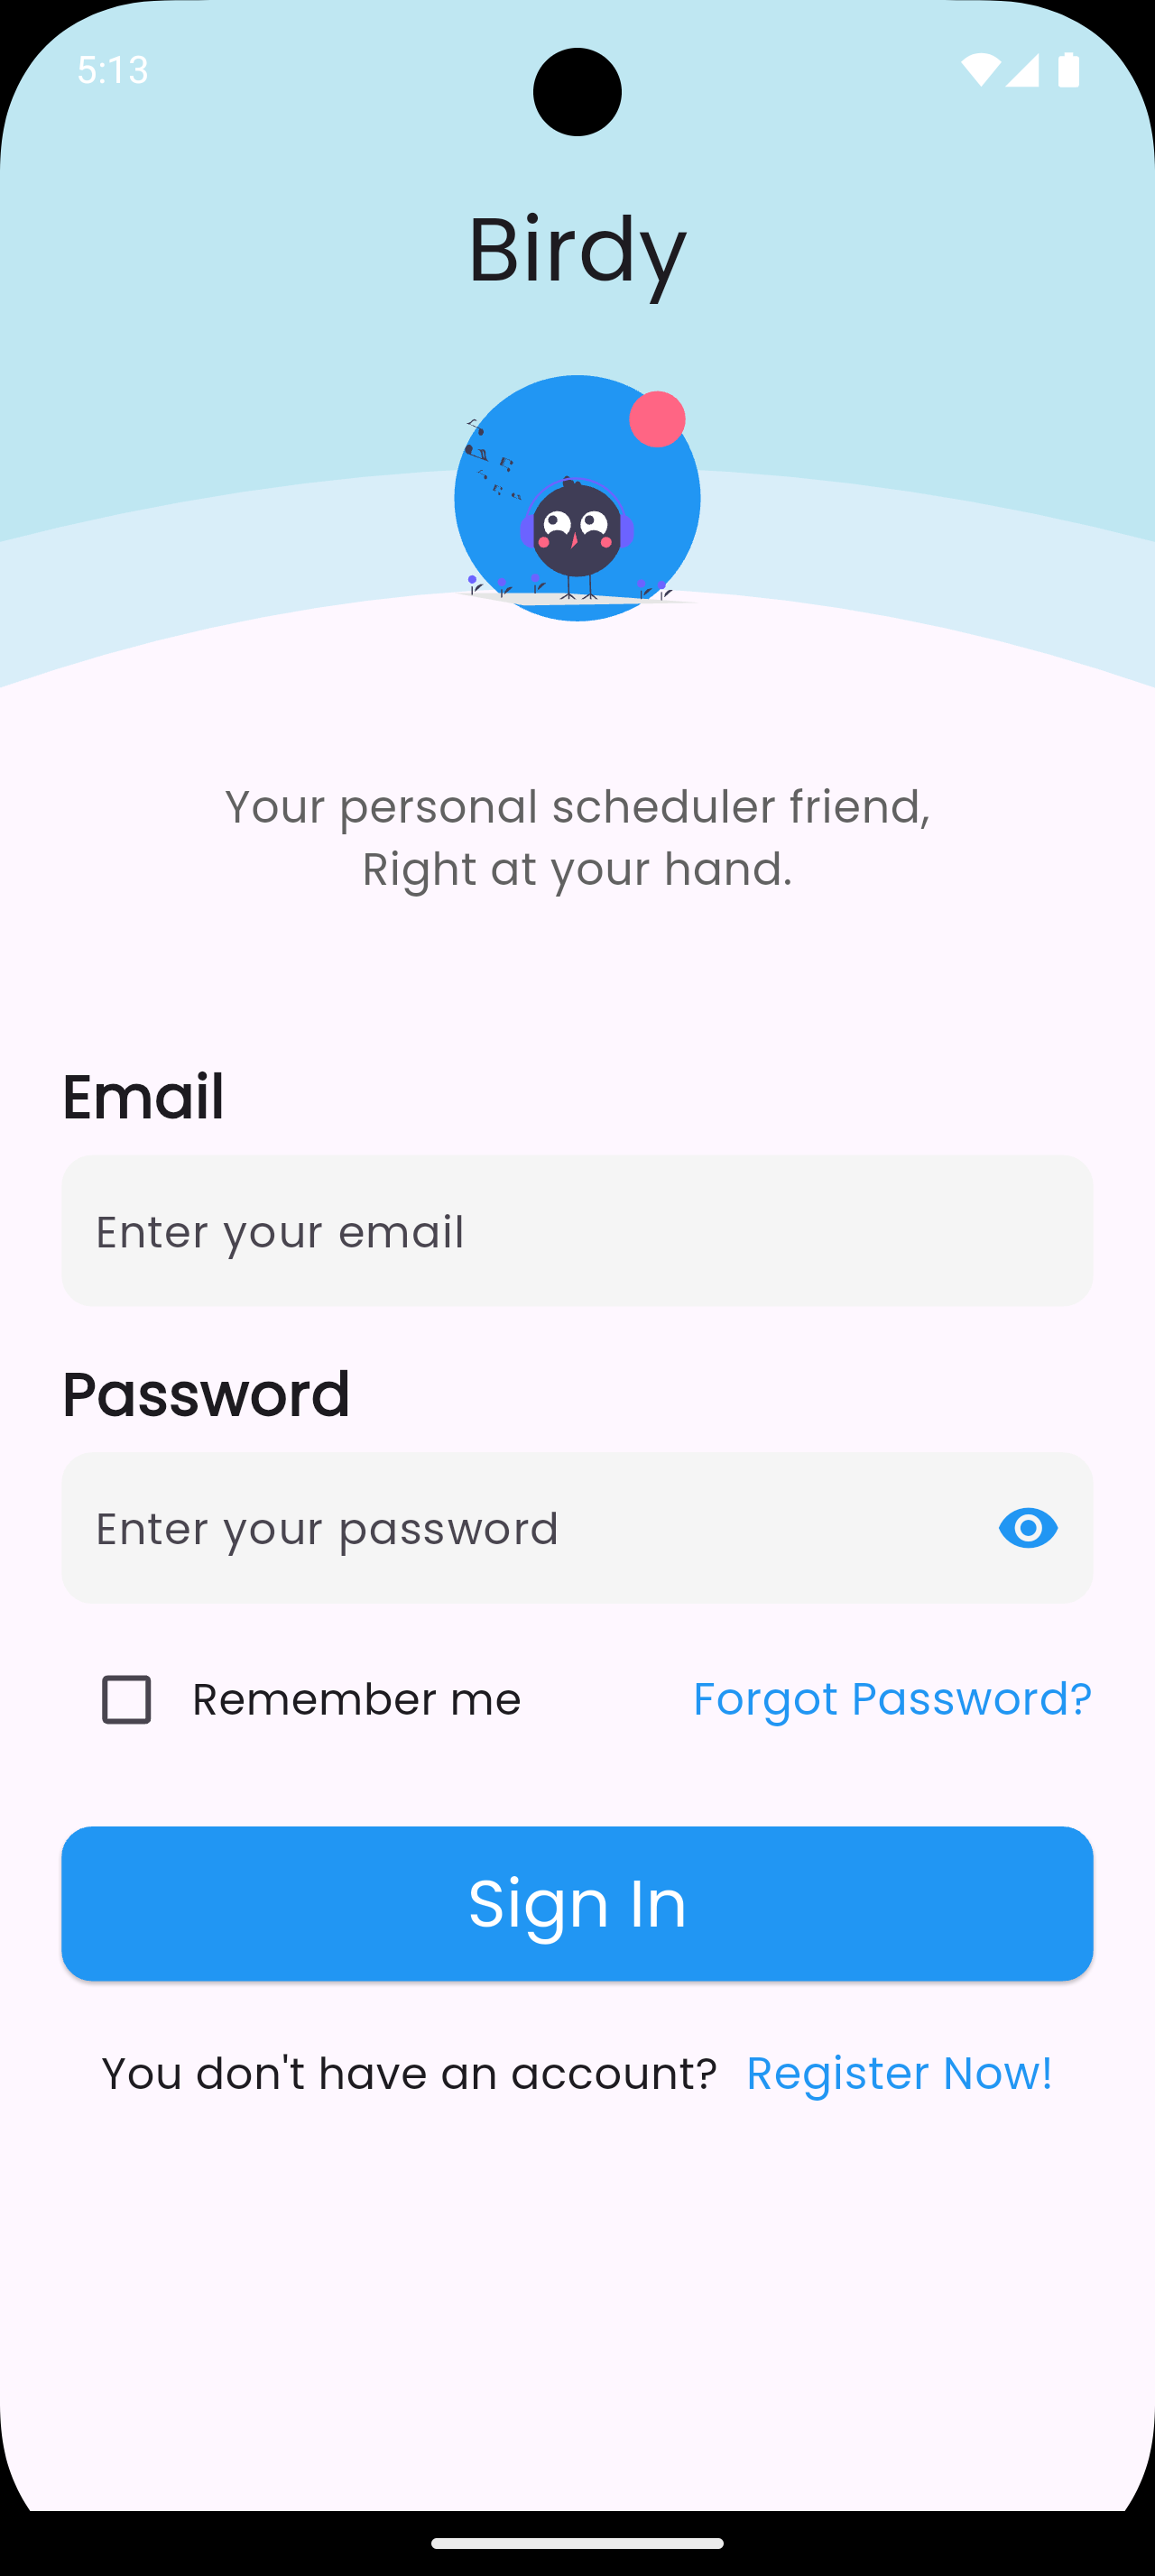 5:13
Birdy
Your personal scheduler friend,
Right at your hand.
Email
Enter your email
Password
Enter your password
Remember me Forgot Password?
Sign In
You don't have an account? Register Now!